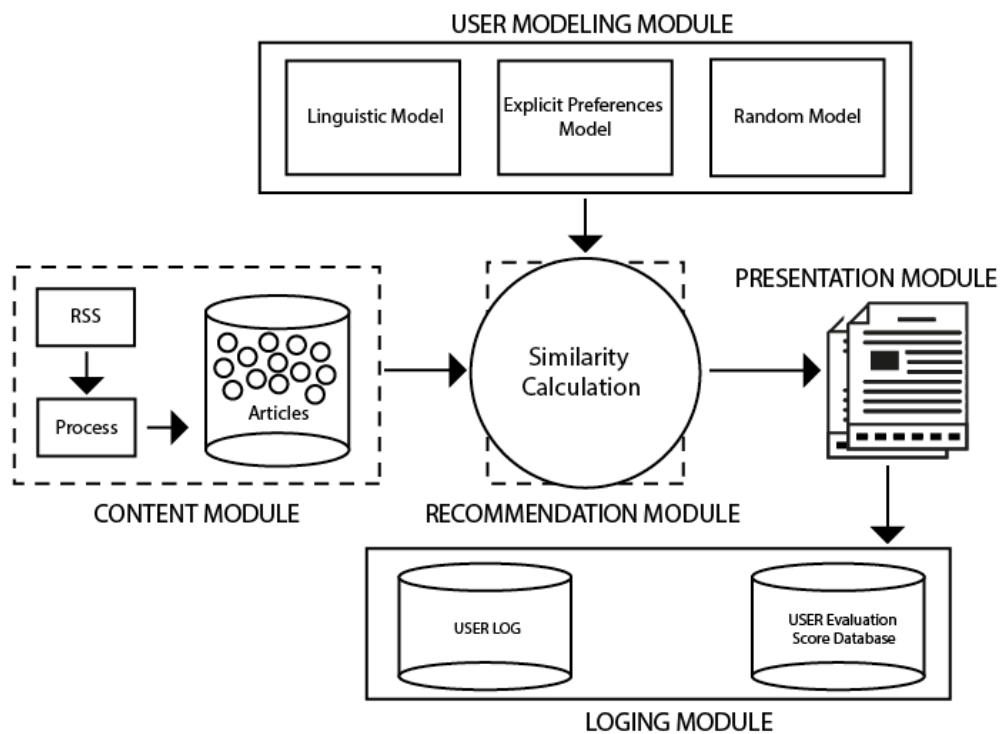 USER MODELING MODULE
Linguistic Model
Explicit Preferences
Model
Random Model
RSS
Process
Articles
CONTENT MODULE
Similarity
Calculation
RECOMMENDATION MODULE
PRESENTATION MODULE
USER LOG
USER Evaluation
Score Database
LOGING MODULE